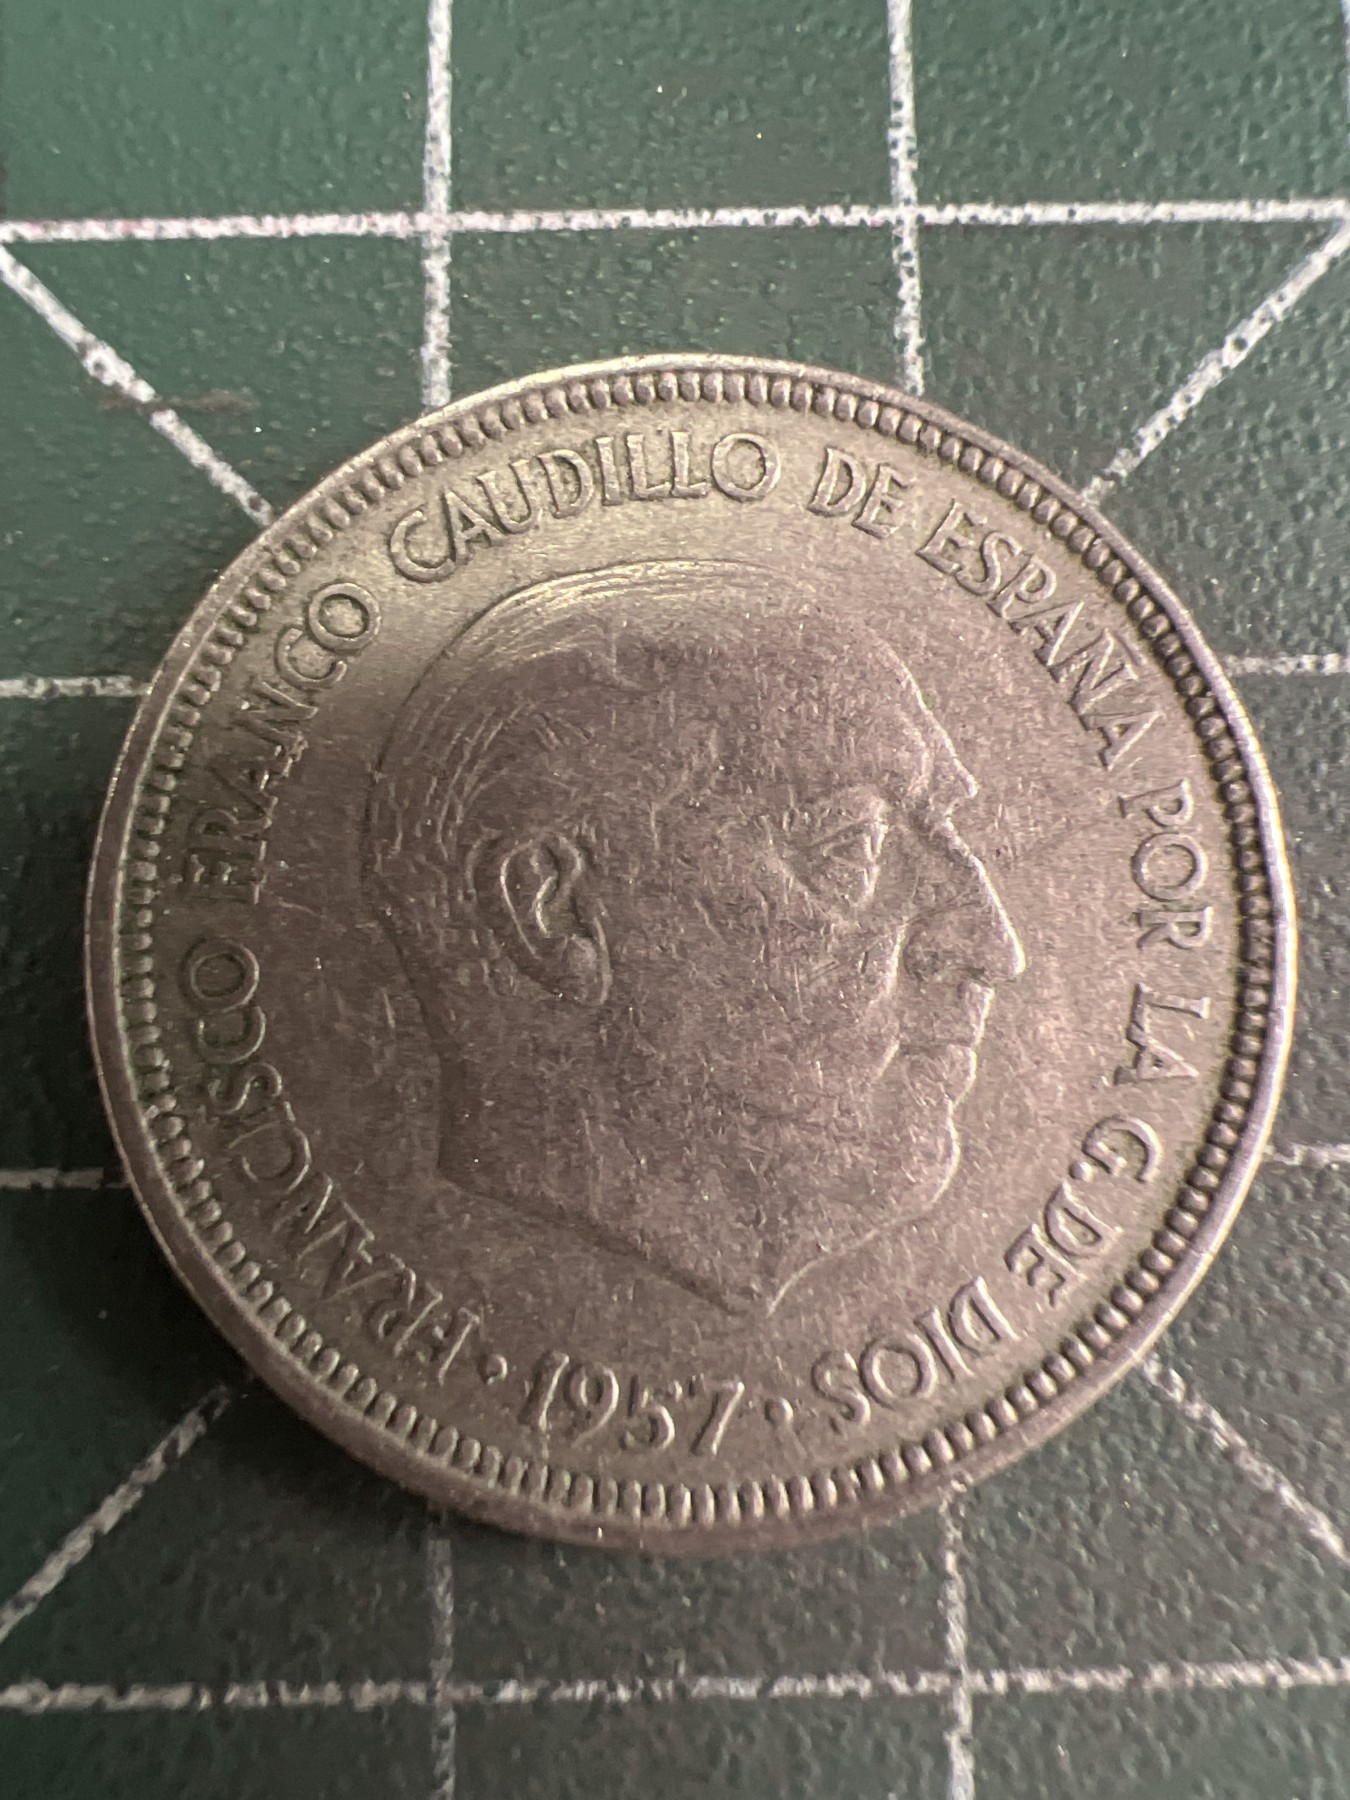 FRANCISCO FRANCO CAUDILLO DE ESPAÑA POR LA G. DE DIOS
· 1957 ·